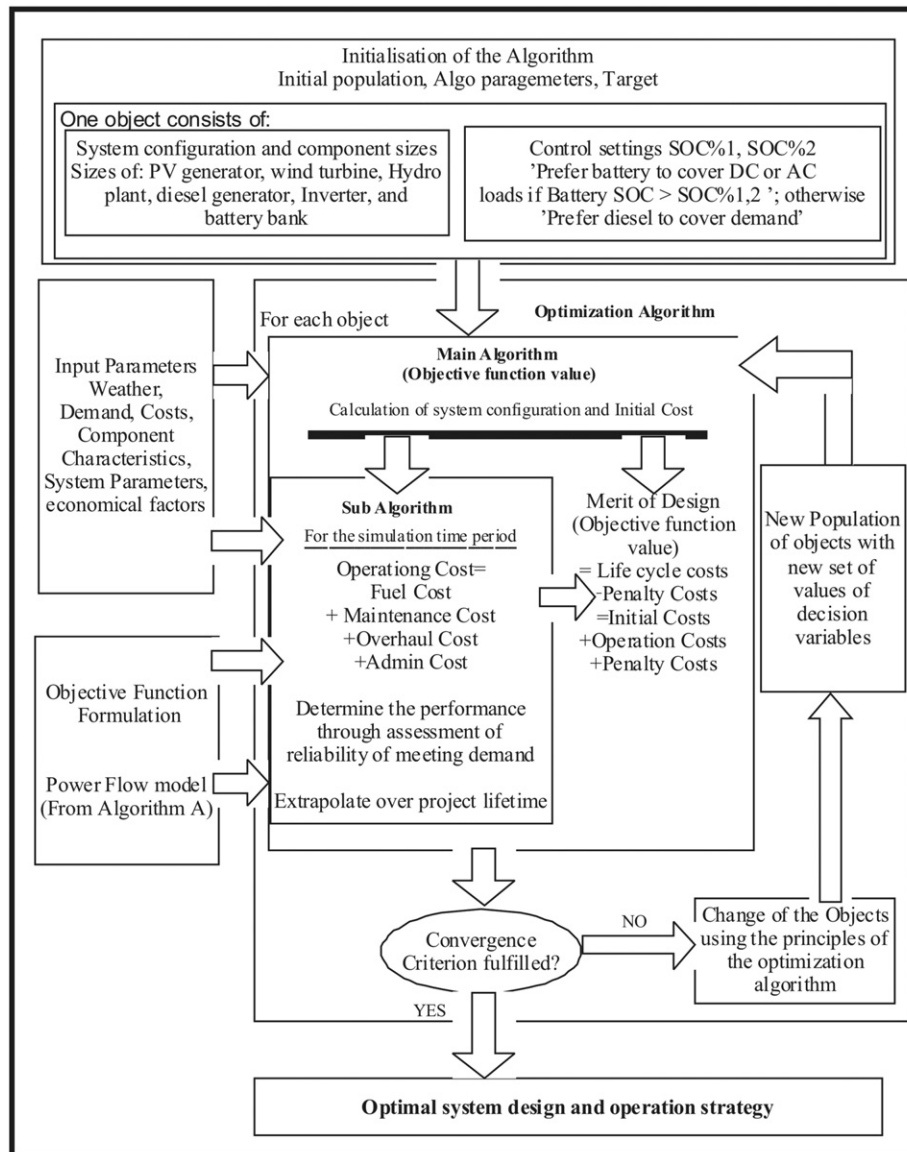 Initialisation of the Algorithm
Initial population, Algo paragemeters, Target
One object consists of:
System configuration and component sizes
Sizes of: PV generator, wind turbine, Hydro
plant, diesel generator, Inverter, and
battery bank
Control settings SOC%1, SOC%2
'Prefer battery to cover DC or AC
loads if Battery SOC > SOC%1,2 '; otherwise
'Prefer diesel to cover demand'
Input Parameters
Weather,
Demand, Costs,
Component
Characteristics,
System Parameters,
economical factors
Objective Function
Formulation
Power Flow model
(From Algorithm A)
For each object
Optimization Algorithm
Main Algorithm
(Objective function value)
Calculation of system configuration and Initial Cost
Sub Algorithm
For the simulation time period
Operationg Cost=
Fuel Cost
+ Maintenance Cost
+Overhaul Cost
+Admin Cost
Determine the performance
through assessment of
reliability of meeting demand
Extrapolate over project lifetime
Merit of Design
(Objective function
value)
= Life cycle costs
-Penalty Costs
=Initial Costs
+Operation Costs
+Penalty Costs
New Population
of objects with
new set of
values of
decision
variables
Convergence
Criterion fulfilled?
NO
Change of the Objects
using the principles of
the optimization
algorithm
YES
Optimal system design and operation strategy